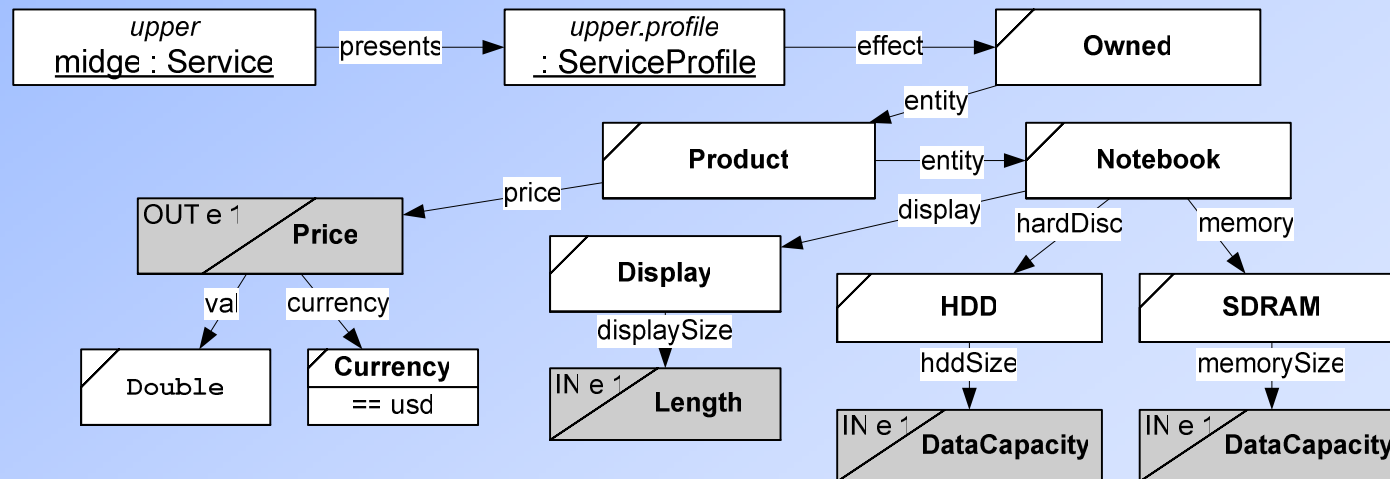 upper
midge : Service
presents
upper.profile
: ServiceProfile
effect
Owned
entity
Product
entity
Notebook
price
display
hardDisc
memory
OUT e 1
Price
Display
HDD
SDRAM
val
currency
displaySize
hddSize
memorySize
Double
Currency
== usd
IN e 1
Length
IN e 1
DataCapacity
IN e 1
DataCapacity